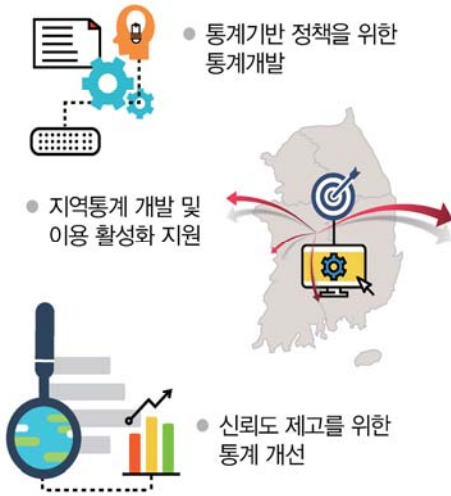 통계기반 정책을 위한
통계개발
지역통계 개발 및
이용 활성화 지원
신뢰도 제고를 위한
통계 개선